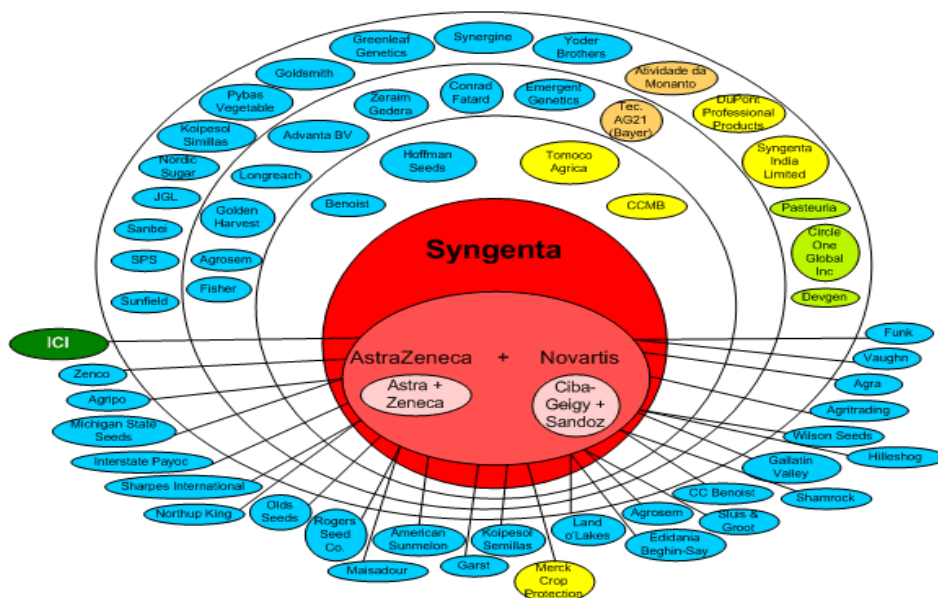 Greenleaf
Genetics
Synergine
Yoder
Brothers
Goldsmith
Atividade da
Monanto
Pybas
Vegetable
Zeraim
Gedera
Conrad
Fatard
Emergent
Genetics
DuPont
Professional
Products
Koipesol
Simillas
Advanta BV
Tec.
AG21
(Bayer)
Nordic
Sugar
Longreach
Hoffman
Seeds
Tomoco
Agrica
Syngenta
India
Limited
JGL
Golden
Harvest
Benoist
CCMB
Pasteuria
Sanbei
Circle
One
Global
Inc
SPS
Agrosem
Syngenta
Fisher
Sunfield
Devgen
ICI
Funk
AstraZeneca + Novartis
Vaughn
Zenco
Astra +
Zeneca
Ciba-
Geigy +
Sandoz
Agra
Agripo
Agritrading
Michigan State
Seeds
Wilson Seeds
Interstate Payoc
Hilleshog
Gallatin
Valley
Sharpes International
CC Benoist
Shamrock
Northup King
Olds
Seeds
Rogers
Seed
Co.
American
Sunmelon
Koipesol
Semillas
Land
o'Lakes
Agrosem
Sluis &
Groot
Edidania
Beghin-Say
Maisadour
Garst
Merck
Crop
Protection